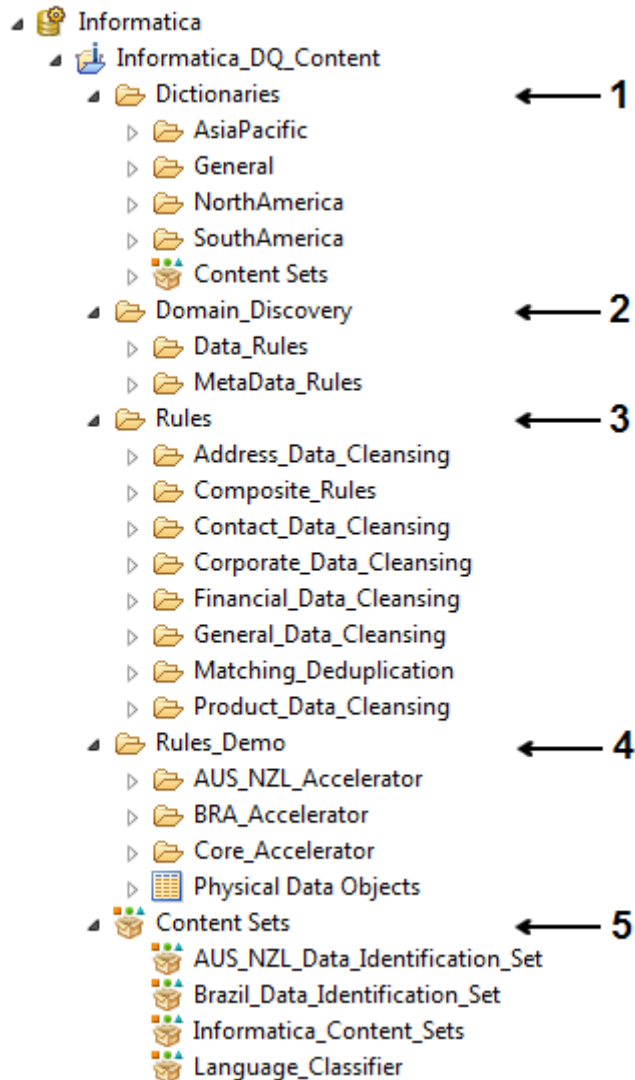 Informatica
Informatica_DQ_Content
Dictionaries 1
AsiaPacific
General
NorthAmerica
SouthAmerica
Content Sets
Domain_Discovery 2
Data_Rules
MetaData_Rules
Rules 3
Address_Data_Cleansing
Composite_Rules
Contact_Data_Cleansing
Corporate_Data_Cleansing
Financial_Data_Cleansing
General_Data_Cleansing
Matching_Deduplication
Product_Data_Cleansing
Rules_Demo 4
AUS_NZL_Accelerator
BRA_Accelerator
Core_Accelerator
Physical Data Objects
Content Sets 5
AUS_NZL_Data_Identification_Set
Brazil_Data_Identification_Set
Informatica_Content_Sets
Language_Classifier